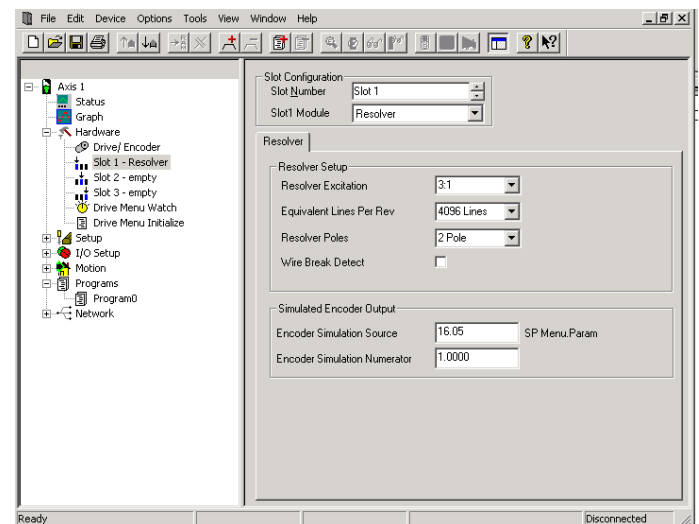 File Edit Device Options Tools View Window Help
Slot Configuration
Slot Number Slot 1
Slot1 Module Resolver
Axis 1
Status
Graph
Hardware
Drive/ Encoder
Slot 1 - Resolver
Slot 2 - empty
Slot 3 - empty
Drive Menu Watch
Drive Menu Initialize
Setup
I/O Setup
Motion
Programs
Program0
Network
Resolver
Resolver Setup
Resolver Excitation 3:1
Equivalent Lines Per Rev 4096 Lines
Resolver Poles 2 Pole
Wire Break Detect
Simulated Encoder Output
Encoder Simulation Source 16.05 SP Menu.Param
Encoder Simulation Numerator 1.0000
Ready Disconnected